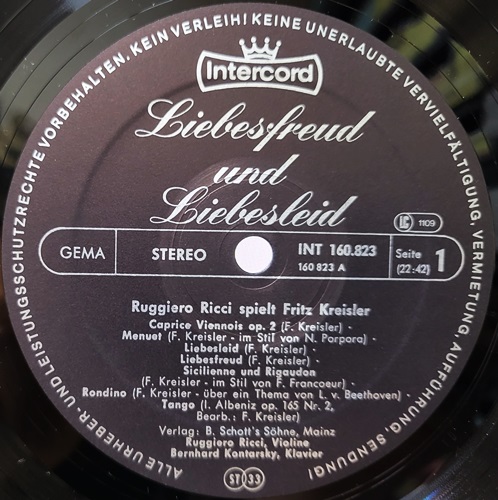 ALLE URHEBER- UND LEISTUNGSSCHUTZRECHTE VORBEHALTEN. KEIN VERLEIH! KEINE UNERLAUBTE VERVIELFÄLTIGUNG, VERMIETUNG, AUFFÜHRUNG, SENDUNG!
Intercord
Liebesfreud
und
Liebesleid
LC 1109
GEMA STEREO INT 160.823 Seite 1
160 823 A (22:42)
Ruggiero Ricci spielt Fritz Kreisler
Caprice Viennois op. 2 (F. Kreisler) ·
Menuet (F. Kreisler - im Stil von N. Porpora) ·
Liebesleid (F. Kreisler) ·
Liebesfreud (F. Kreisler) ·
Sicilienne und Rigaudon
(F. Kreisler - im Stil von F. Francoeur) ·
Rondino (F. Kreisler - über ein Thema von L. v. Beethoven) ·
Tango (I. Albeniz op. 165 Nr. 2,
Bearb.: F. Kreisler)
Verlag: B. Schott's Söhne, Mainz
Ruggiero Ricci, Violine
Bernhard Kontarsky, Klavier
ST 33